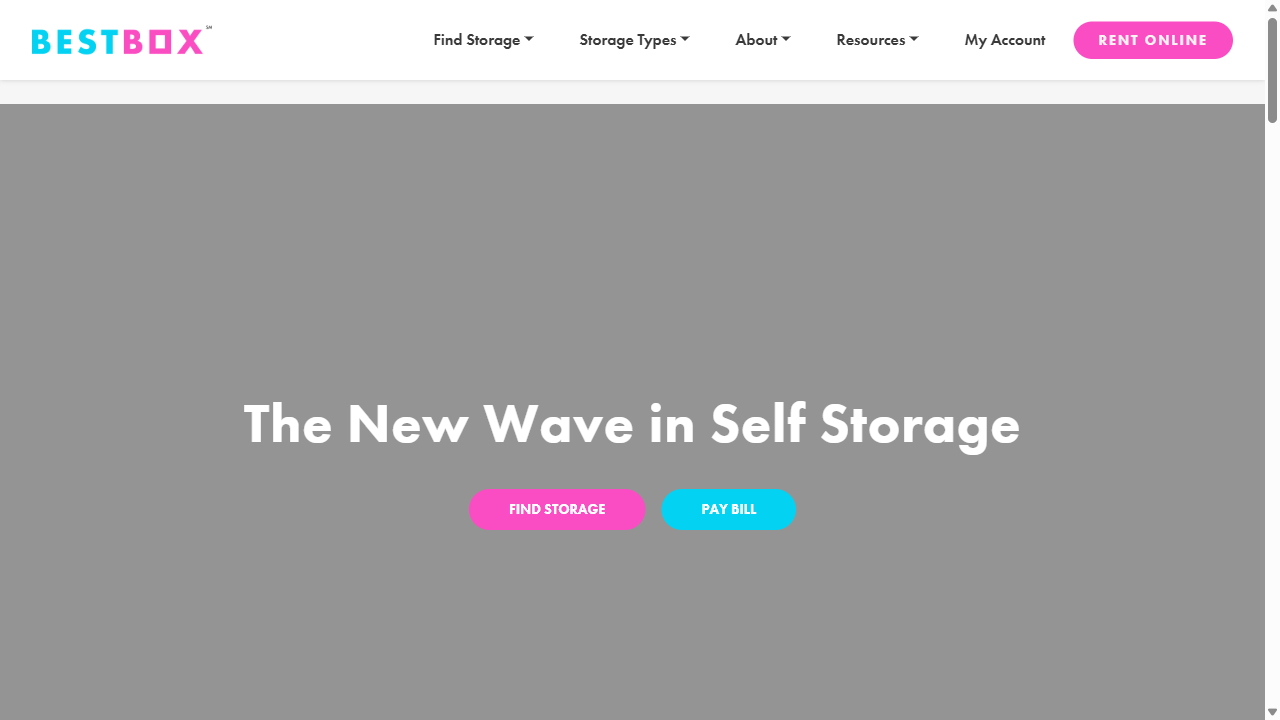 BESTBOX℠
Find Storage
Storage Types
About
Resources
My Account
RENT ONLINE
The New Wave in Self Storage
FIND STORAGE
PAY BILL